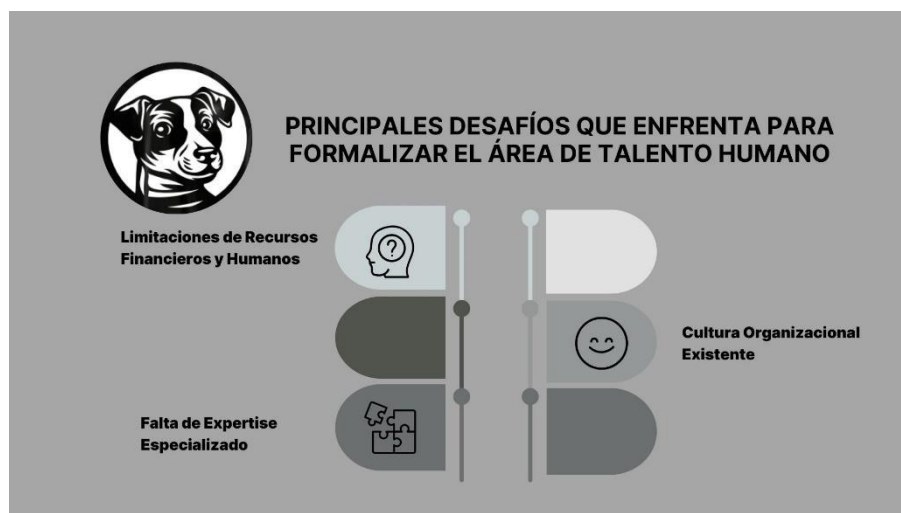 PRINCIPALES DESAFÍOS QUE ENFRENTA PARA
FORMALIZAR EL ÁREA DE TALENTO HUMANO
Limitaciones de Recursos
Financieros y Humanos
?
Cultura Organizacional
Existente
Falta de Expertise
Especializado